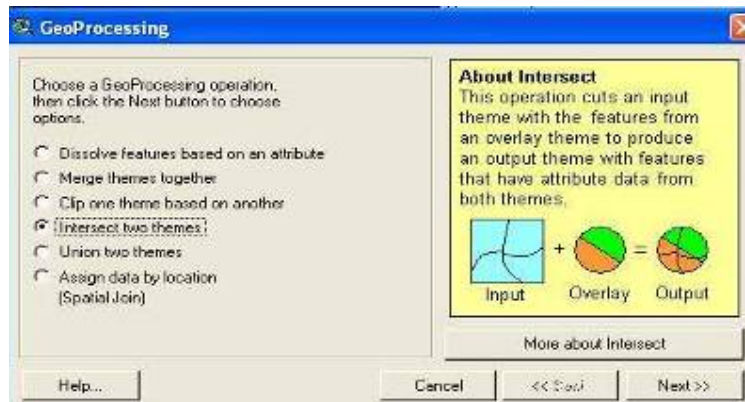 GeoProcessing
Choose a GeoProcessing operation,
then click the Next button to choose
options.
Dissolve features based on an attribute
Merge themes together
Clip one theme based on another
Intersect two themes
Union two themes
Assign data by location
(Spatial Join)
About Intersect
This operation cuts an input
theme with the features from
an overlay theme to produce
an output theme with features
that have attribute data from
both themes.
+
=
Input Overlay Output
More about Intersect
Help... Cancel << Next >>